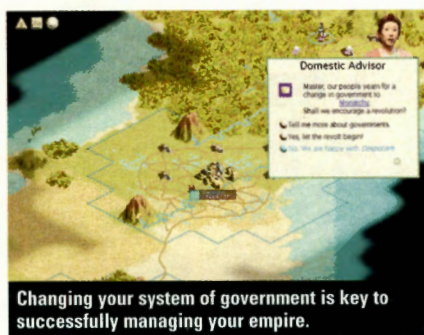 Domestic Advisor
Master, our people yearn for a
change in government to
Monarchy.
Shall we encourage a revolution?
Tell me more about governments.
Yes, let the revolt begin!
No. We are happy with Despotism.
Changing your system of government is key to
successfully managing your empire.